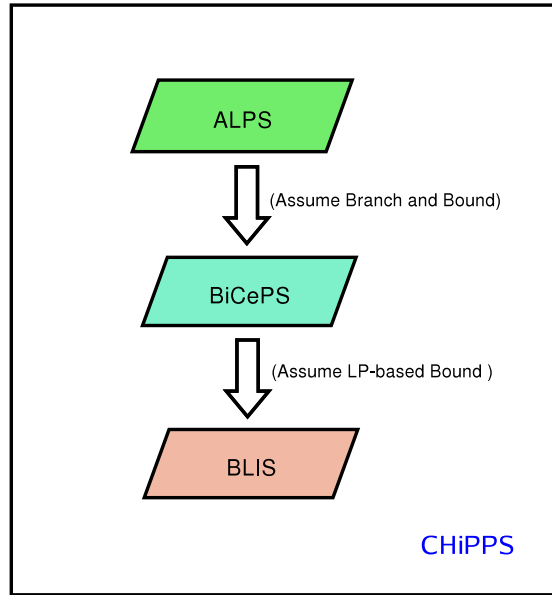 ALPS
(Assume Branch and Bound)
BiCePS
(Assume LP-based Bound )
BLIS
CHiPPS